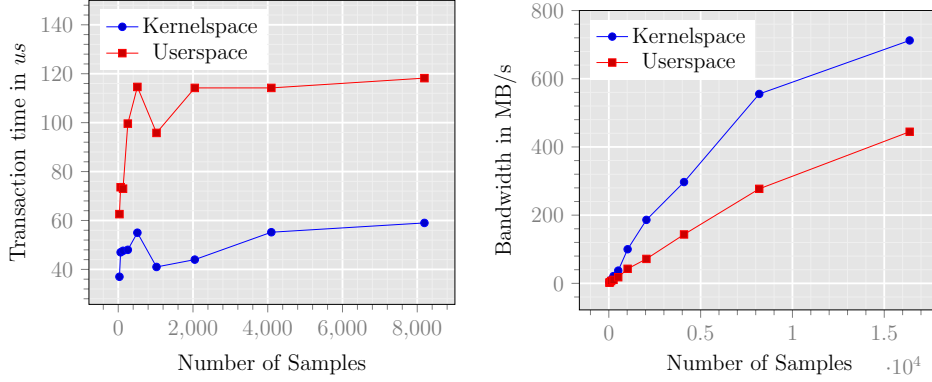 140
120
100
80
60
40
0
2,000
4,000
6,000
8,000
Transaction time in us
Number of Samples
Kernelspace
Userspace
800
600
400
200
0
0
0.5
1
1.5
·10⁴
Bandwidth in MB/s
Number of Samples
Kernelspace
Userspace